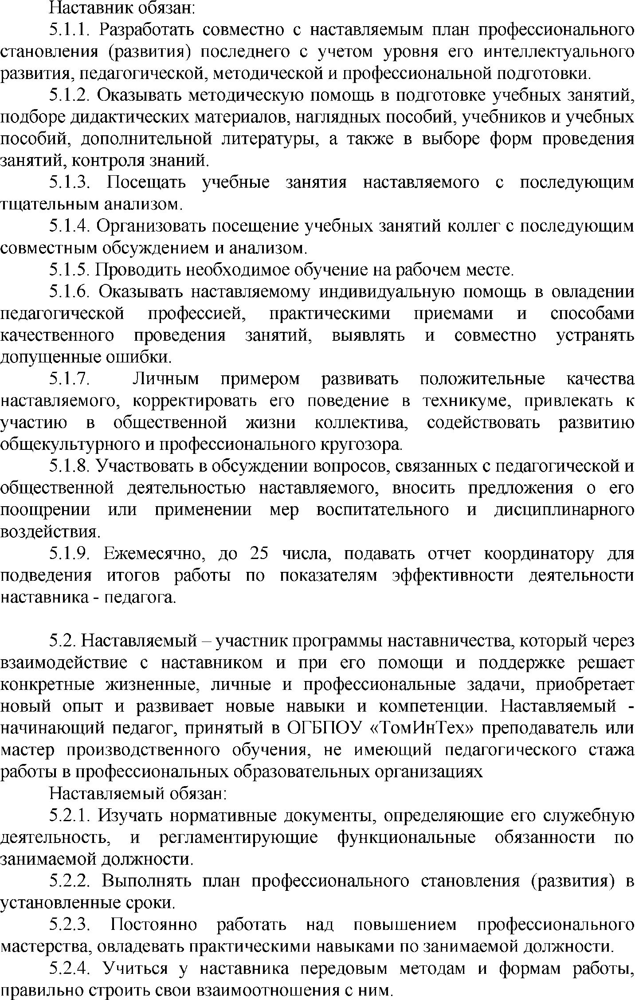 Наставник обязан:
5.1.1. Разработать совместно с наставляемым план профессионального
становления (развития) последнего с учетом уровня его интеллектуального
развития, педагогической, методической и профессиональной подготовки.
5.1.2. Оказывать методическую помощь в подготовке учебных занятий,
подборе дидактических материалов, наглядных пособий, учебников и учебных
пособий, дополнительной литературы, а также в выборе форм проведения
занятий, контроля знаний.
5.1.3. Посещать учебные занятия наставляемого с последующим
тщательным анализом.
5.1.4. Организовать посещение учебных занятий коллег с последующим
совместным обсуждением и анализом.
5.1.5. Проводить необходимое обучение на рабочем месте.
5.1.6. Оказывать наставляемому индивидуальную помощь в овладении
педагогической профессией, практическими приемами и способами
качественного проведения занятий, выявлять и совместно устранять
допущенные ошибки.
5.1.7. Личным примером развивать положительные качества
наставляемого, корректировать его поведение в техникуме, привлекать к
участию в общественной жизни коллектива, содействовать развитию
общекультурного и профессионального кругозора.
5.1.8. Участвовать в обсуждении вопросов, связанных с педагогической и
общественной деятельностью наставляемого, вносить предложения о его
поощрении или применении мер воспитательного и дисциплинарного
воздействия.
5.1.9. Ежемесячно, до 25 числа, подавать отчет координатору для
подведения итогов работы по показателям эффективности деятельности
наставника - педагога.
5.2. Наставляемый – участник программы наставничества, который через
взаимодействие с наставником и при его помощи и поддержке решает
конкретные жизненные, личные и профессиональные задачи, приобретает
новый опыт и развивает новые навыки и компетенции. Наставляемый -
начинающий педагог, принятый в ОГБПОУ «ТомИнТех» преподаватель или
мастер производственного обучения, не имеющий педагогического стажа
работы в профессиональных образовательных организациях
Наставляемый обязан:
5.2.1. Изучать нормативные документы, определяющие его служебную
деятельность, и регламентирующие функциональные обязанности по
занимаемой должности.
5.2.2. Выполнять план профессионального становления (развития) в
установленные сроки.
5.2.3. Постоянно работать над повышением профессионального
мастерства, овладевать практическими навыками по занимаемой должности.
5.2.4. Учиться у наставника передовым методам и формам работы,
правильно строить свои взаимоотношения с ним.